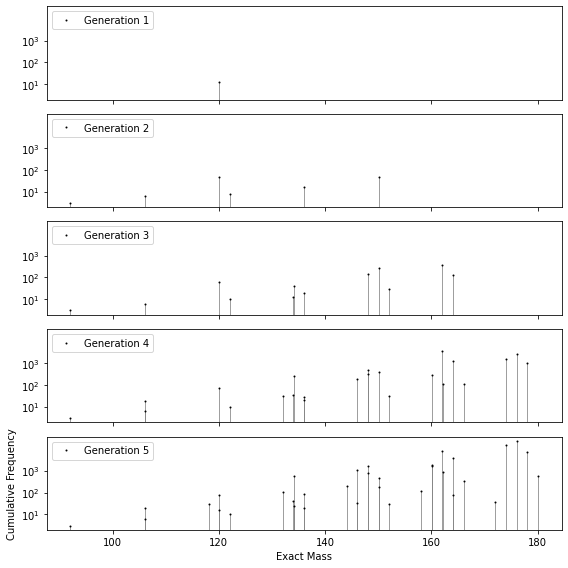 Generation 1
10³
10²
10¹
Generation 2
10³
10²
10¹
Generation 3
10³
10²
10¹
Generation 4
10³
10²
10¹
Generation 5
10³
10²
10¹
Cumulative Frequency
100 120 140 160 180
Exact Mass